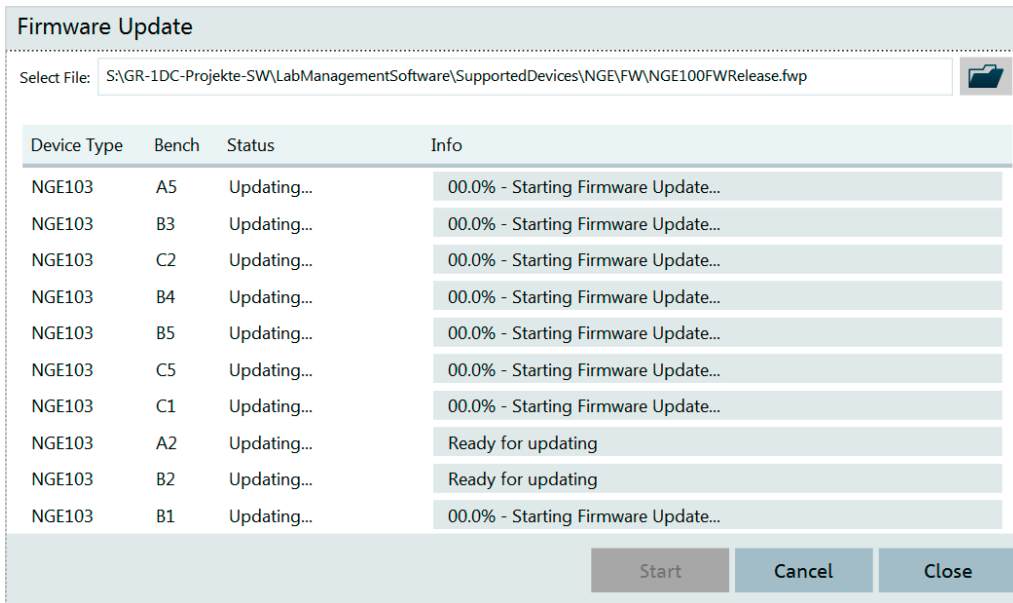 Firmware Update
Select File: S:\GR-1DC-Projekte-SW\LabManagementSoftware\SupportedDevices\NGE\FW\NGE100FWRelease.fwp
Device Type Bench Status Info
NGE103 A5 Updating... 00.0% - Starting Firmware Update...
NGE103 B3 Updating... 00.0% - Starting Firmware Update...
NGE103 C2 Updating... 00.0% - Starting Firmware Update...
NGE103 B4 Updating... 00.0% - Starting Firmware Update...
NGE103 B5 Updating... 00.0% - Starting Firmware Update...
NGE103 C5 Updating... 00.0% - Starting Firmware Update...
NGE103 C1 Updating... 00.0% - Starting Firmware Update...
NGE103 A2 Updating... Ready for updating
NGE103 B2 Updating... Ready for updating
NGE103 B1 Updating... 00.0% - Starting Firmware Update...
Start Cancel Close